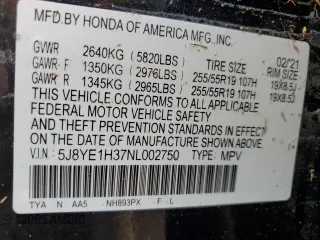 MFD.BY HONDA OF AMERICA MFG.,INC.
02/21
GVWR 2640KG (5820LBS) TIRE SIZE RIM SIZE
GAWR F 1350KG (2976LBS) 255/55R19 107H 19X8.5J
GAWR R 1345KG (2965LBS) 255/55R19 107H 19X8.5J
THIS VEHICLE CONFORMS TO ALL APPLICABLE
FEDERAL MOTOR VEHICLE SAFETY
AND THEFT PREVENTION STANDARDS IN EFFECT
ON THE DATE OF MANUFACTURE SHOWN ABOVE.
V.I.N: 5J8YE1H37NL002750 TYPE: MPV
TYA N AA5 NH893PX F - L